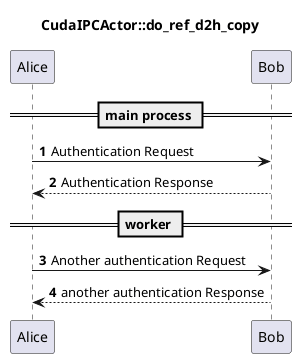 CudaIPCActor::do_ref_d2h_copy
Alice
Bob
main process
1 Authentication Request
2 Authentication Response
worker
3 Another authentication Request
4 another authentication Response
Alice
Bob